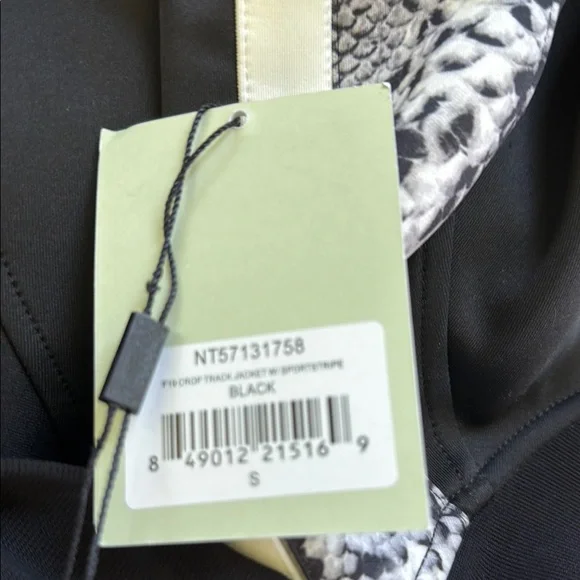 NT57131758
F19 CROP TRACK JACKET W/ SPORTSTRIPE
BLACK
8 49012 21516 9
S